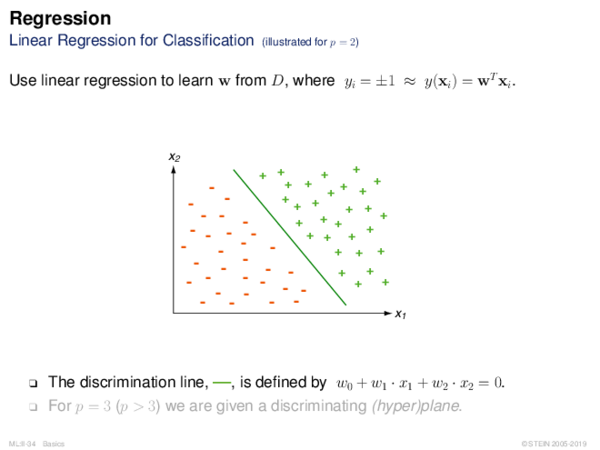 Regression
Linear Regression for Classification (illustrated for p = 2)
Use linear regression to learn w from D, where yᵢ = ±1 ≈ y(xᵢ) = wᵀxᵢ.
x₂
x₁
❑ The discrimination line, —, is defined by w₀ + w₁ · x₁ + w₂ · x₂ = 0.
❑ For p = 3 (p > 3) we are given a discriminating (hyper)plane.
ML:II-34 Basics
© STEIN 2005-2019